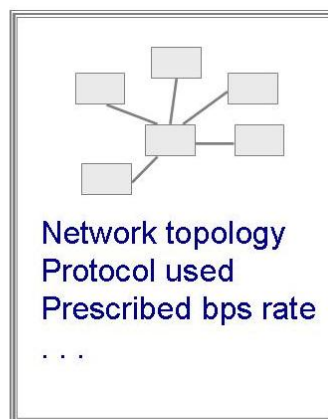 Network topology
Protocol used
Prescribed bps rate
. . .